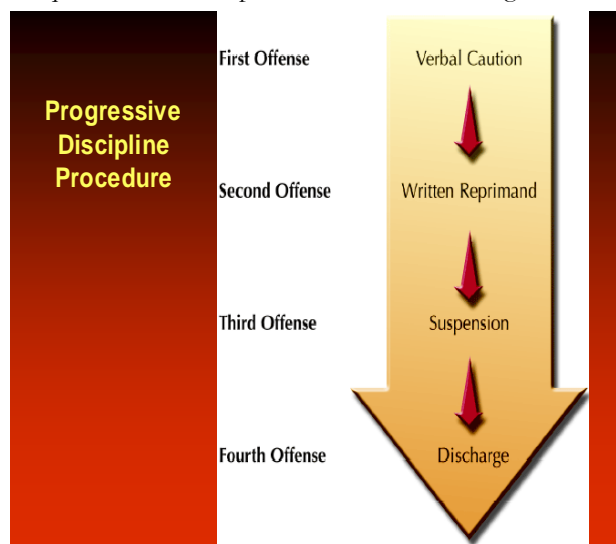 Progressive
Discipline
Procedure
First Offense
Verbal Caution
Second Offense
Written Reprimand
Third Offense
Suspension
Fourth Offense
Discharge